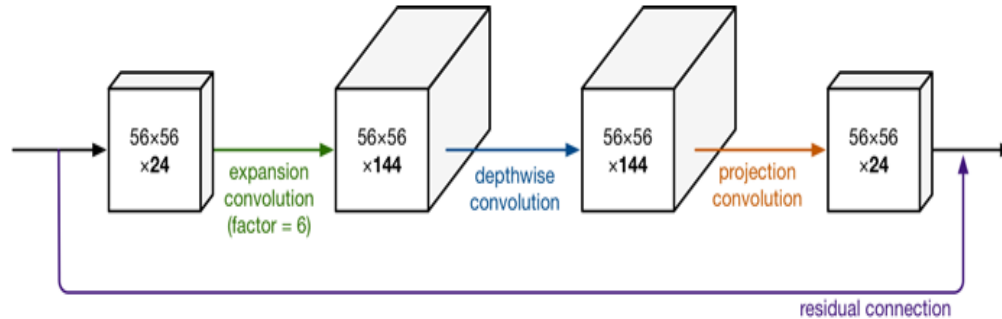 56×56
×24
expansion
convolution
(factor = 6)
56×56
×144
depthwise
convolution
56×56
×144
projection
convolution
56×56
×24
residual connection